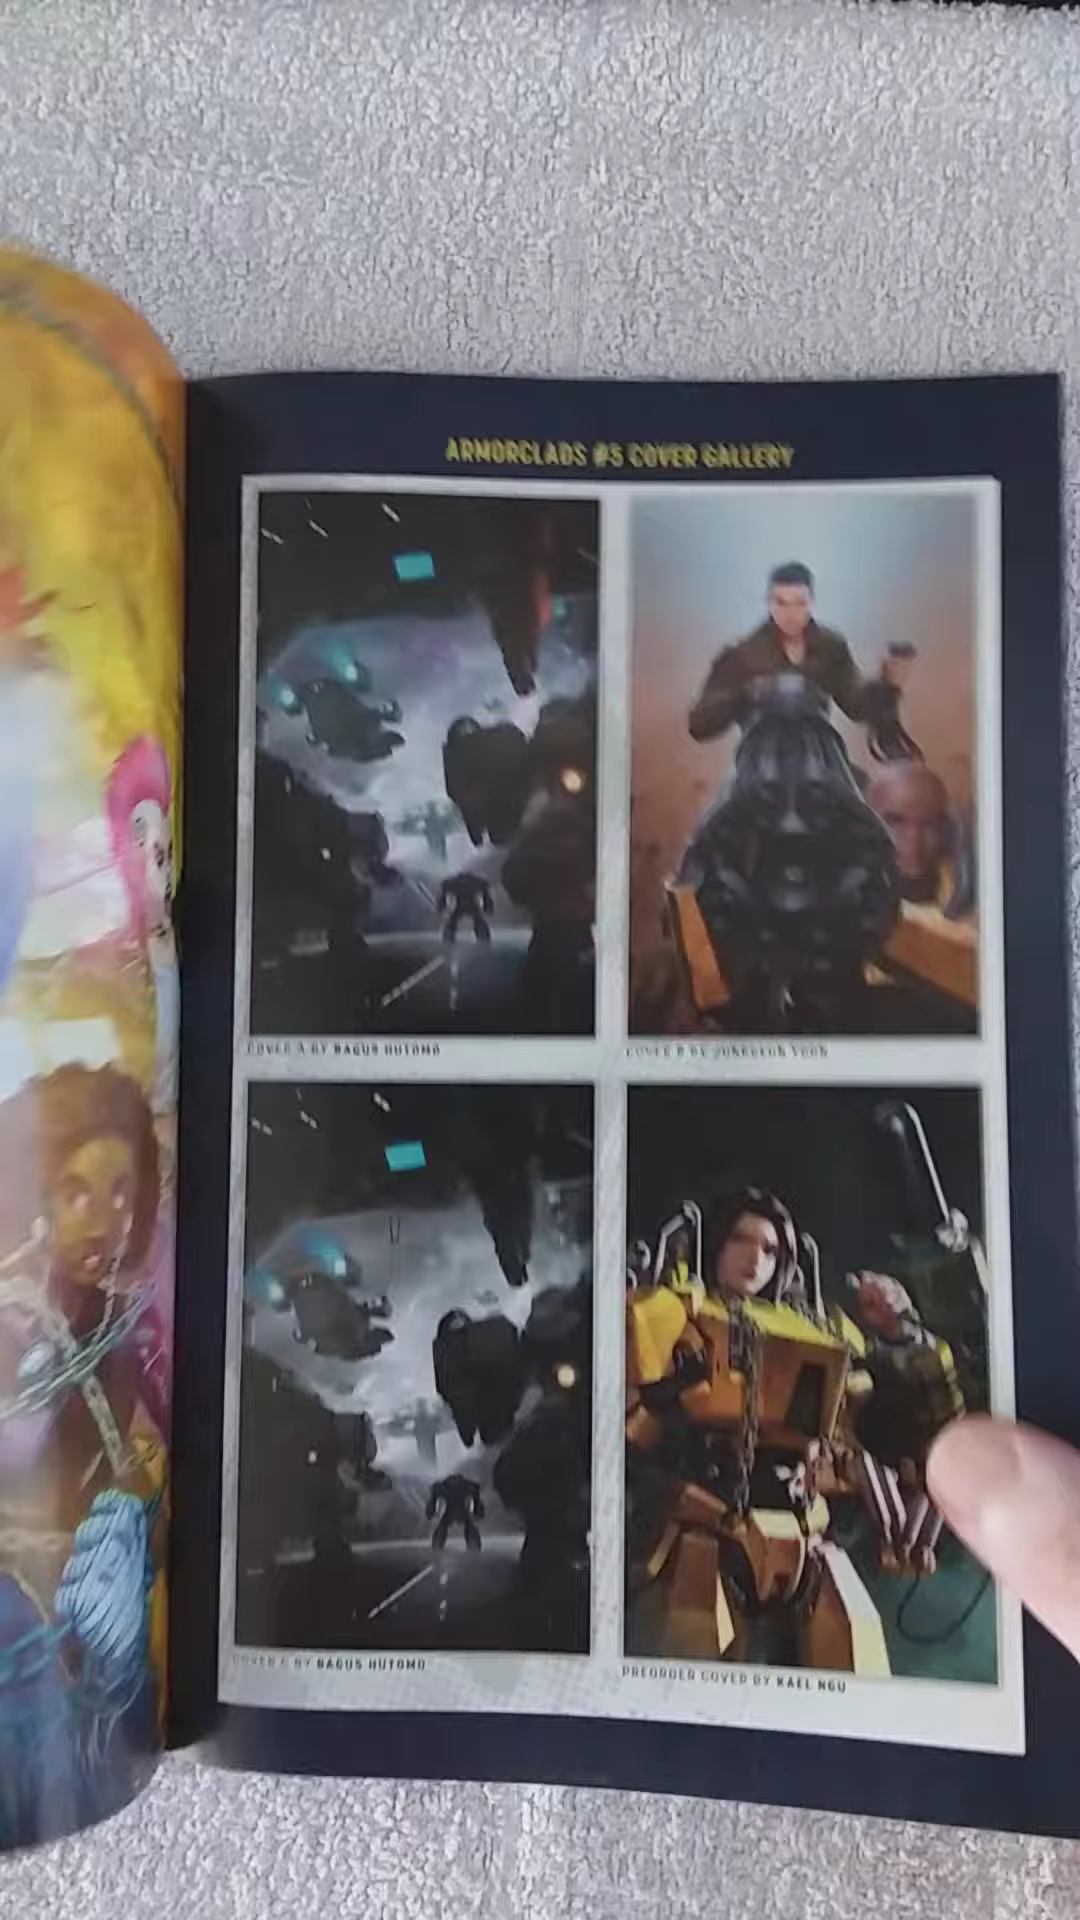 ARMORCLADS #5 COVER GALLERY
COVER A BY BAGUS HUTOMO
COVER B BY JUNGGEUN YOON
COVER C BY BAGUS HUTOMO
PREORDER COVER BY KAEL NGU